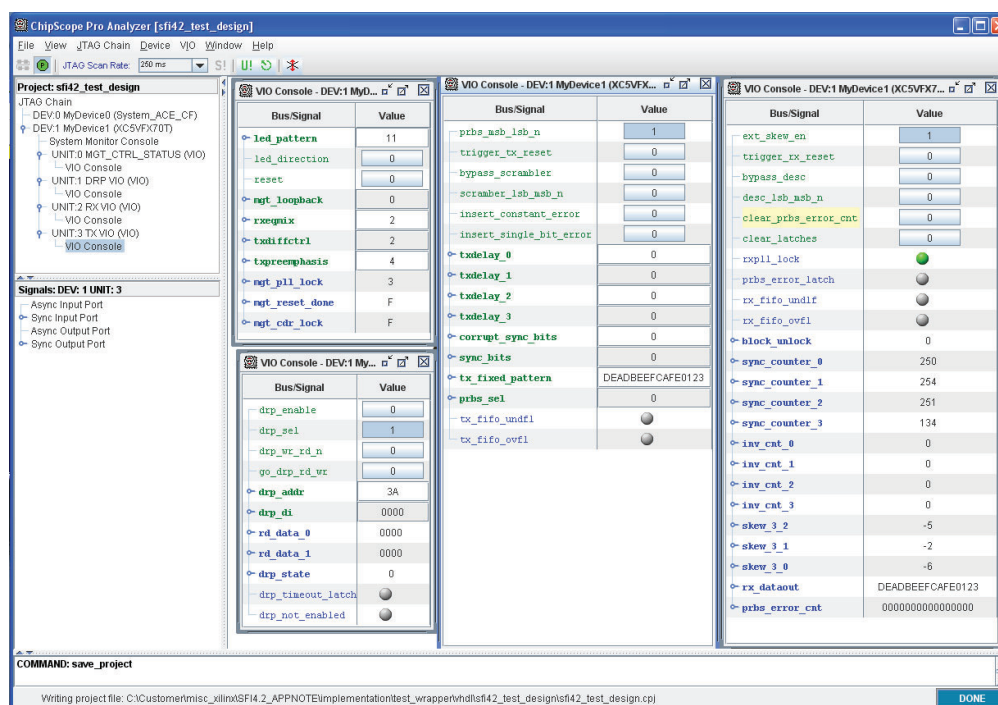 ChipScope Pro Analyzer [sfi42_test_design]
File View JTAG Chain Device VIO Window Help
JTAG Scan Rate: 250 ms S! U!
Project: sfi42_test_design
JTAG Chain
DEV:0 MyDevice0 (System_ACE_CF)
DEV:1 MyDevice1 (XC5VFX70T)
System Monitor Console
UNIT:0 MGT_CTRL_STATUS (VIO)
VIO Console
UNIT:1 DRP VIO (VIO)
VIO Console
UNIT:2 RX VIO (VIO)
VIO Console
UNIT:3 TX VIO (VIO)
VIO Console
Signals: DEV: 1 UNIT: 3
Async Input Port
Sync Input Port
Async Output Port
Sync Output Port
VIO Console - DEV:1 MyD...
Bus/Signal Value
led_pattern 11
led_direction 0
reset 0
mgt_loopback 0
rxeqmix 2
txdiffctrl 2
txpreemphasis 4
mgt_pll_lock 3
mgt_reset_done F
mgt_cdr_lock F
VIO Console - DEV:1 My...
Bus/Signal Value
drp_enable 0
drp_sel 1
drp_wr_rd_n 0
go_drp_rd_wr 0
drp_addr 3A
drp_di 0000
rd_data_0 0000
rd_data_1 0000
drp_state 0
drp_timeout_latch
drp_not_enabled
VIO Console - DEV:1 MyDevice1 (XC5VFX...
Bus/Signal Value
prbs_msb_lsb_n 1
trigger_tx_reset 0
bypass_scrambler 0
scramber_lsb_msb_n 0
insert_constant_error 0
insert_single_bit_error 0
txdelay_0 0
txdelay_1 0
txdelay_2 0
txdelay_3 0
corrupt_sync_bits 0
sync_bits 0
tx_fixed_pattern DEADBEEFCAFE0123
prbs_sel 0
tx_fifo_undfl
tx_fifo_ovfl
VIO Console - DEV:1 MyDevice1 (XC5VFX7...
Bus/Signal Value
ext_skew_en 1
trigger_rx_reset 0
bypass_desc 0
desc_lsb_msb_n 0
clear_prbs_error_cnt 0
clear_latches 0
rxpll_lock
prbs_error_latch
rx_fifo_undlf
rx_fifo_ovfl
block_unlock 0
sync_counter_0 250
sync_counter_1 254
sync_counter_2 251
sync_counter_3 134
inv_cnt_0 0
inv_cnt_1 0
inv_cnt_2 0
inv_cnt_3 0
skew_3_2 -5
skew_3_1 -2
skew_3_0 -6
rx_dataout DEADBEEFCAFE0123
prbs_error_cnt 0000000000000000
COMMAND: save_project
Writing project file: C:\Customer\misc_xilinx\SFI4.2_APPNOTE\implementation\test_wrapper\vhdl\sfi42_test_design\sfi42_test_design.cpj
DONE